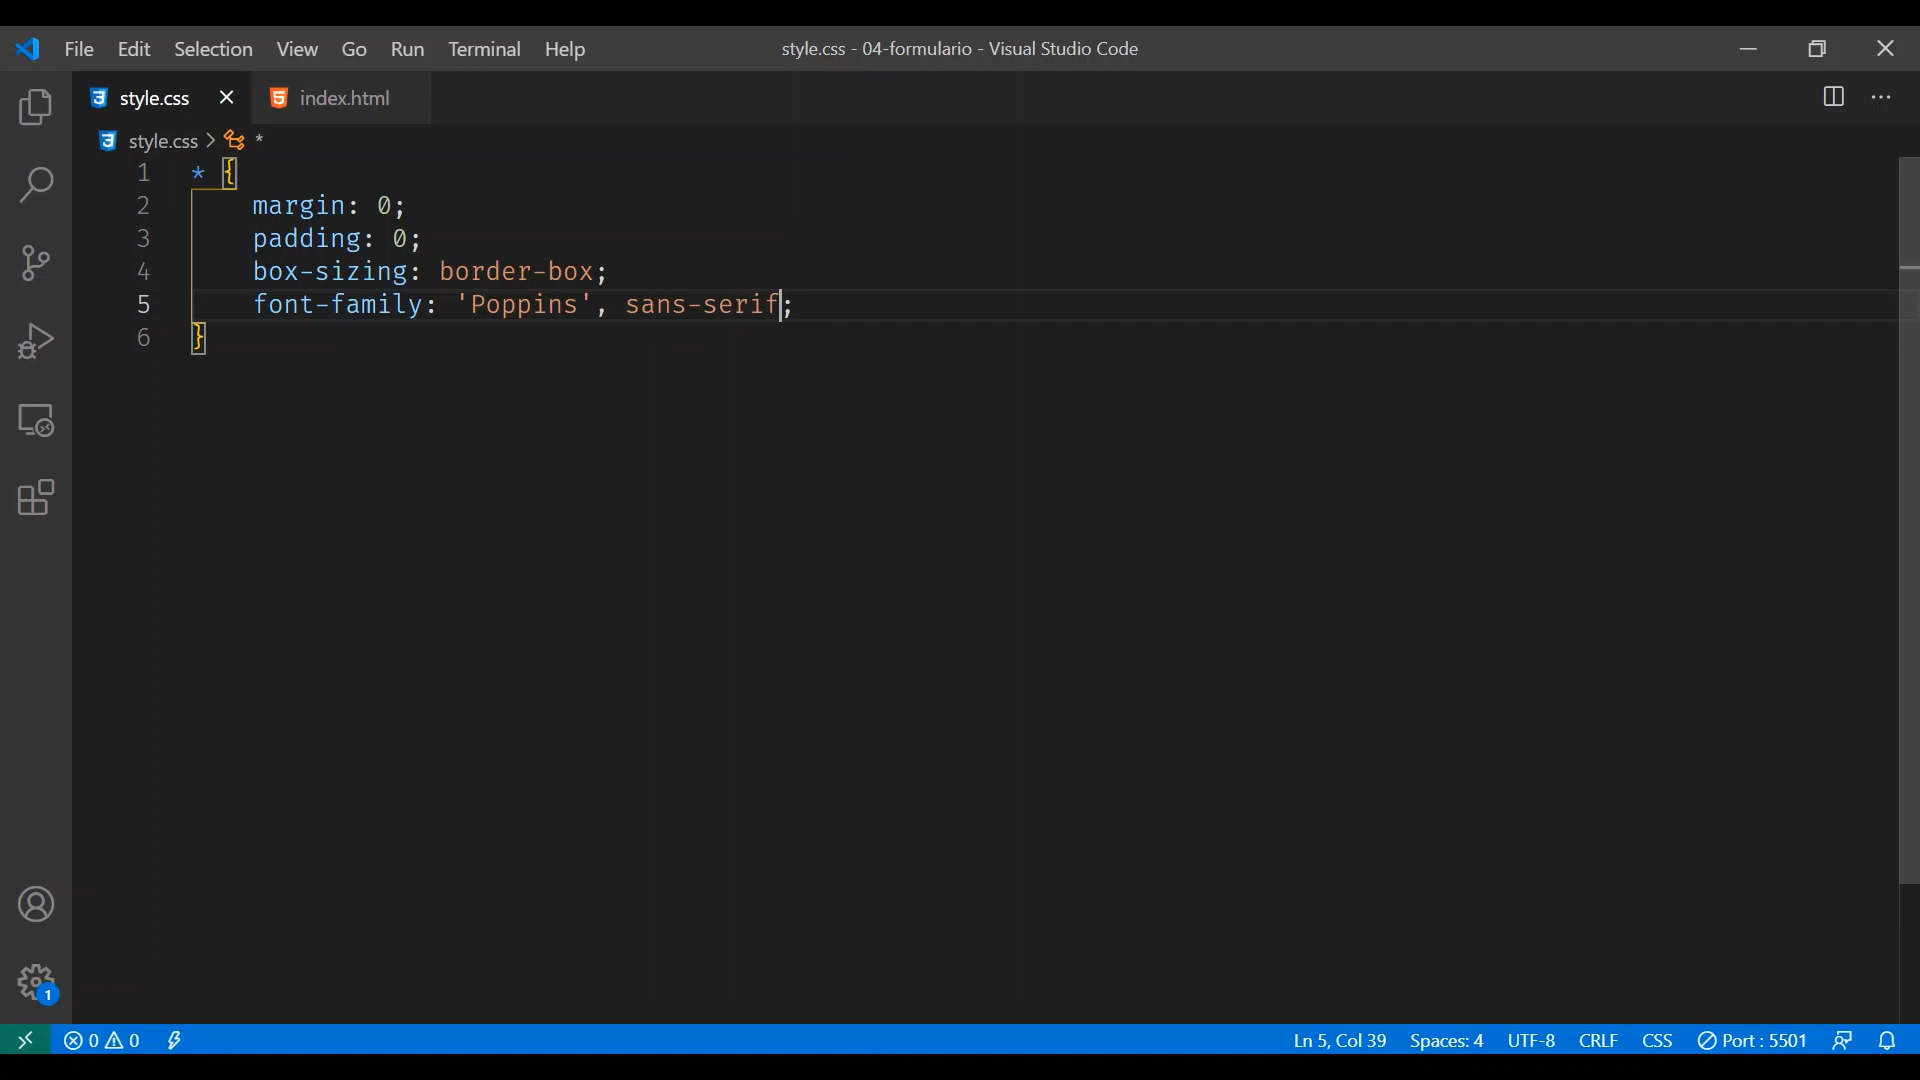 File Edit Selection View Go Run Terminal Help style.css - 04-formulario - Visual Studio Code
style.css index.html
style.css > *
1 * {
2 margin: 0;
3 padding: 0;
4 box-sizing: border-box;
5 font-family: 'Poppins', sans-serif;
6 }
1
0 0 Ln 5, Col 39 Spaces: 4 UTF-8 CRLF CSS Port : 5501